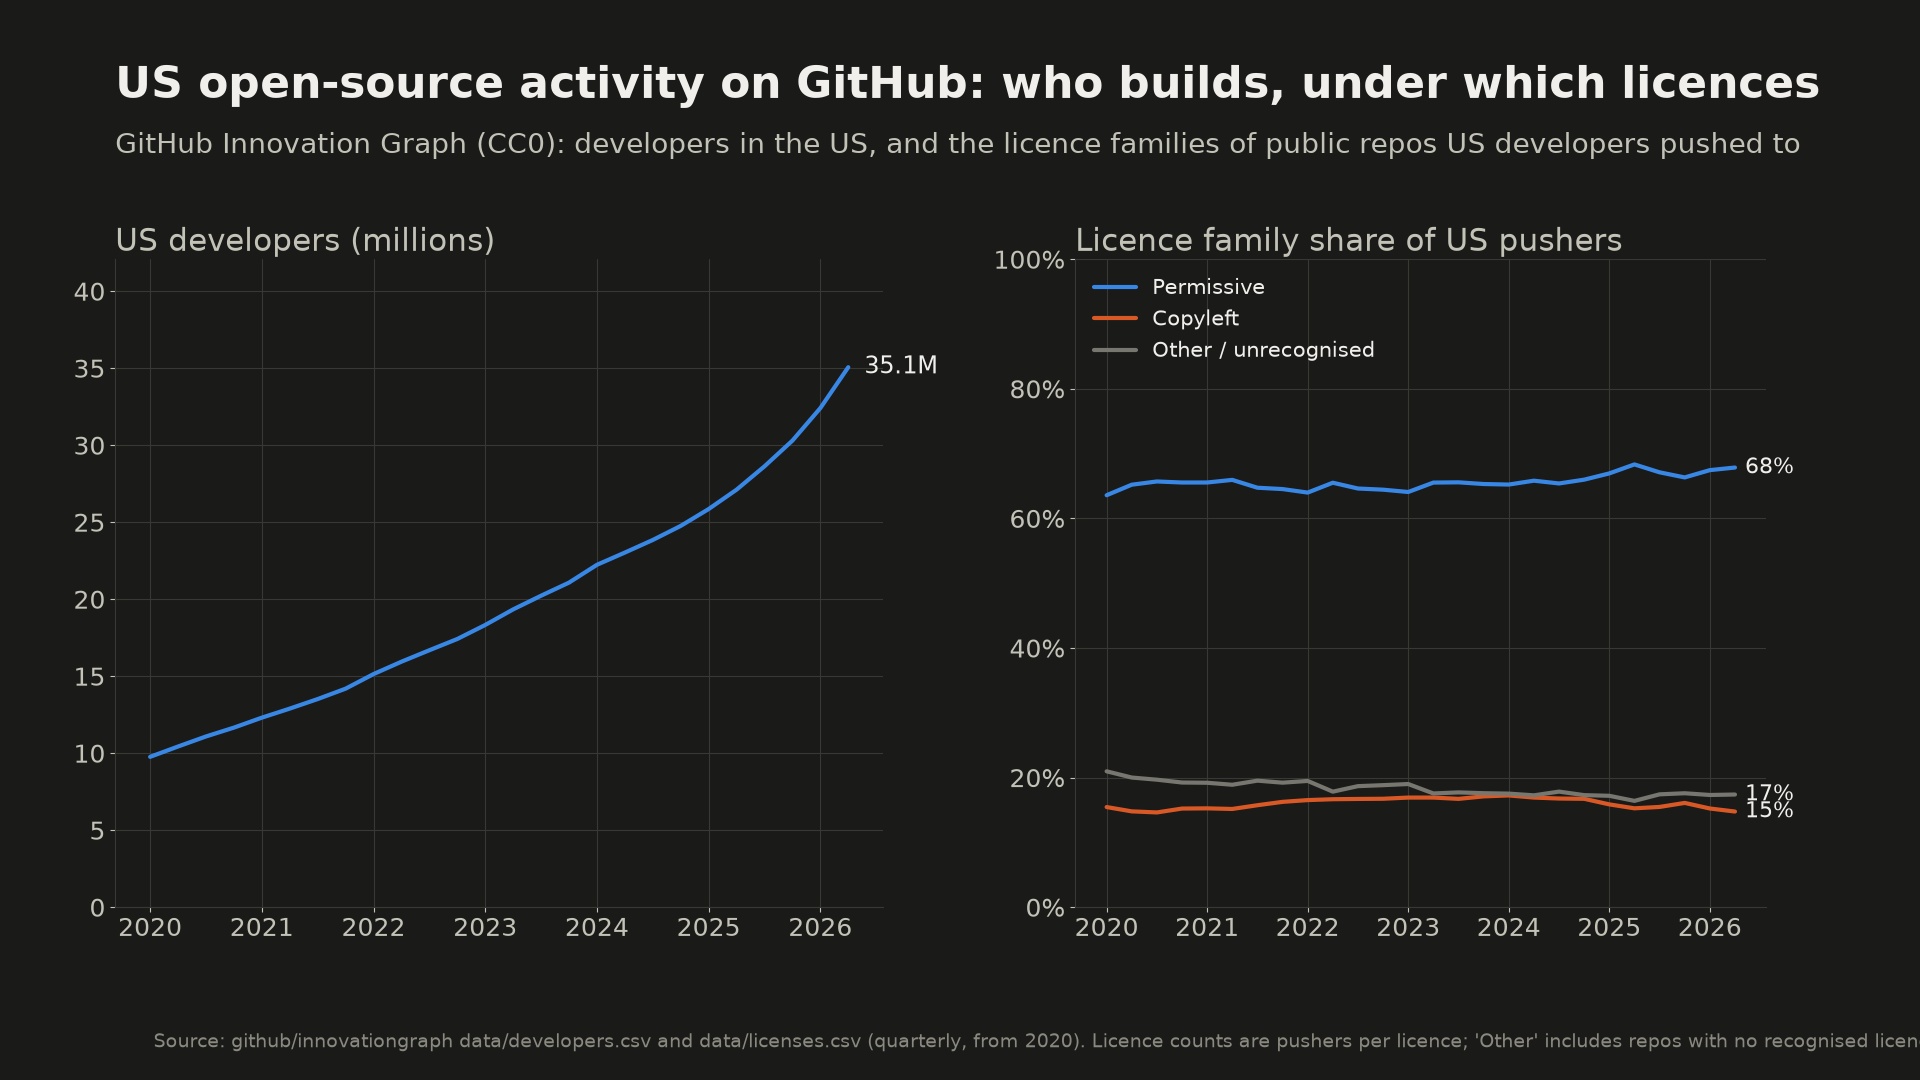 US open-source activity on GitHub: who builds, under which licences
GitHub Innovation Graph (CC0): developers in the US, and the licence families of public repos US developers pushed to
US developers (millions)
40
35
30
25
20
15
10
5
0
35.1M
2020 2021 2022 2023 2024 2025 2026
Licence family share of US pushers
100%
80%
60%
40%
20%
0%
Permissive
Copyleft
Other / unrecognised
68%
17%
15%
2020 2021 2022 2023 2024 2025 2026
Source: github/innovationgraph data/developers.csv and data/licenses.csv (quarterly, from 2020). Licence counts are pushers per licence; 'Other' includes repos with no recognised